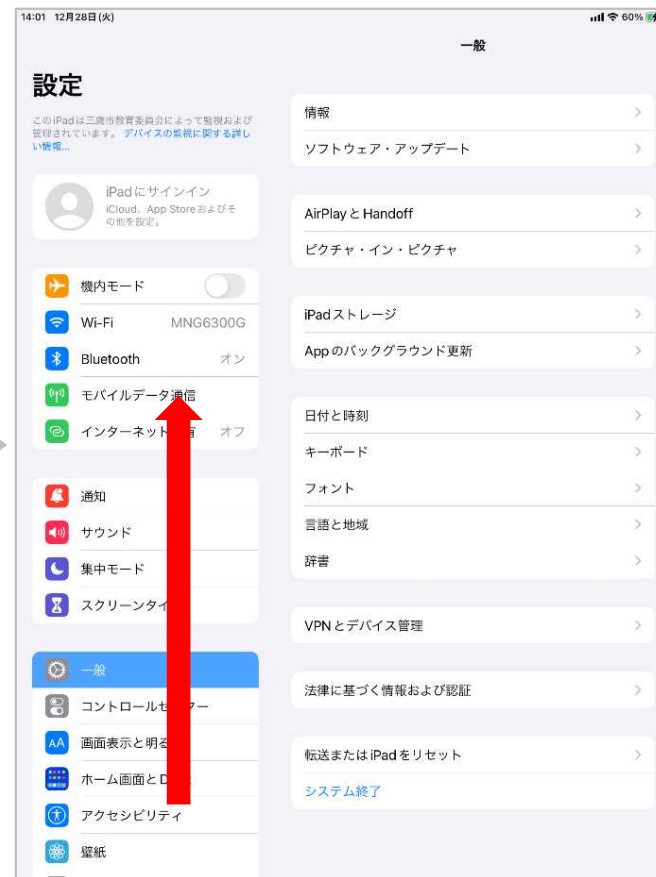 14:01 12月28日(火)
60%
一般
設定
このiPadは三鷹市教育委員会によって監視および
管理されています。デバイスの監視に関する詳し
い情報...
iPadにサインイン
iCloud、App Storeおよびそ
の他を設定。
機内モード
Wi-Fi MNG6300G
Bluetooth オン
モバイルデータ通信
インターネット 有 オフ
通知
サウンド
集中モード
スクリーンタイ
一般
コントロールセ ター
画面表示と明る
ホーム画面とD
アクセシビリティ
壁紙
情報
ソフトウェア・アップデート
AirPlayとHandoff
ピクチャ・イン・ピクチャ
iPadストレージ
Appのバックグラウンド更新
日付と時刻
キーボード
フォント
言語と地域
辞書
VPNとデバイス管理
法律に基づく情報および認証
転送またはiPadをリセット
システム終了